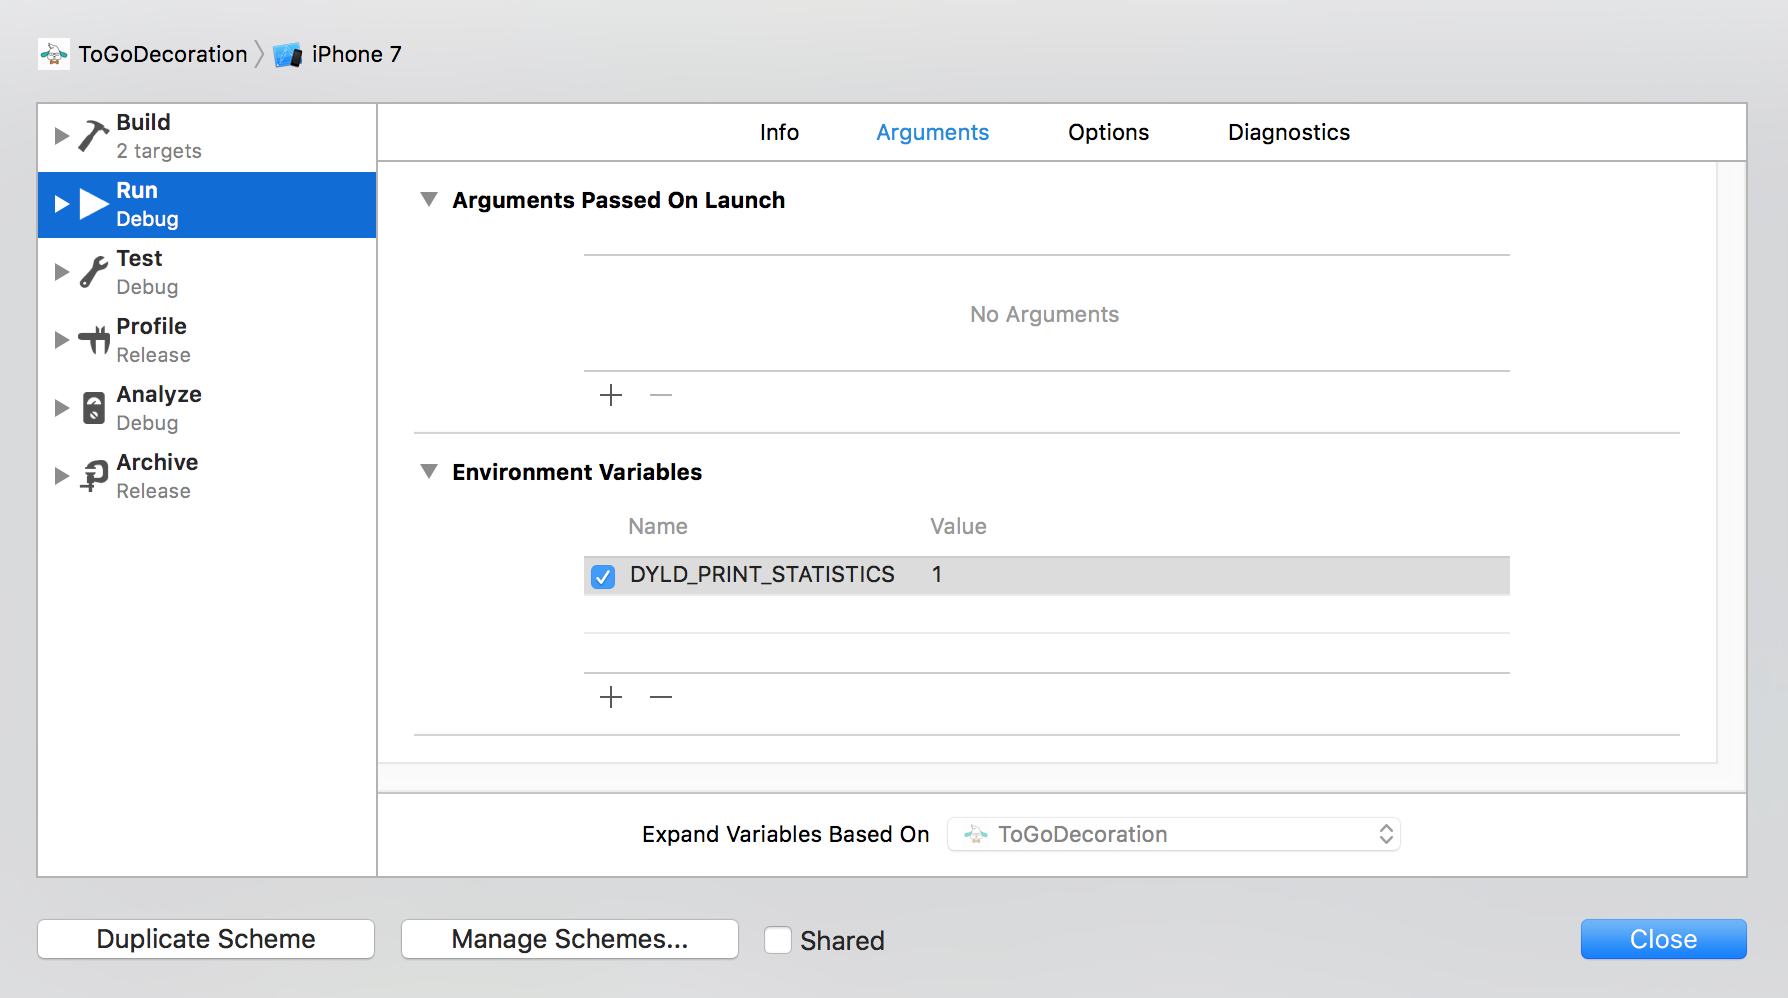 ToGoDecoration iPhone 7
Build
2 targets
Run
Debug
Test
Debug
Profile
Release
Analyze
Debug
Archive
Release
Info Arguments Options Diagnostics
Arguments Passed On Launch
No Arguments
Environment Variables
Name Value
DYLD_PRINT_STATISTICS 1
Expand Variables Based On ToGoDecoration
Duplicate Scheme Manage Schemes... Shared Close